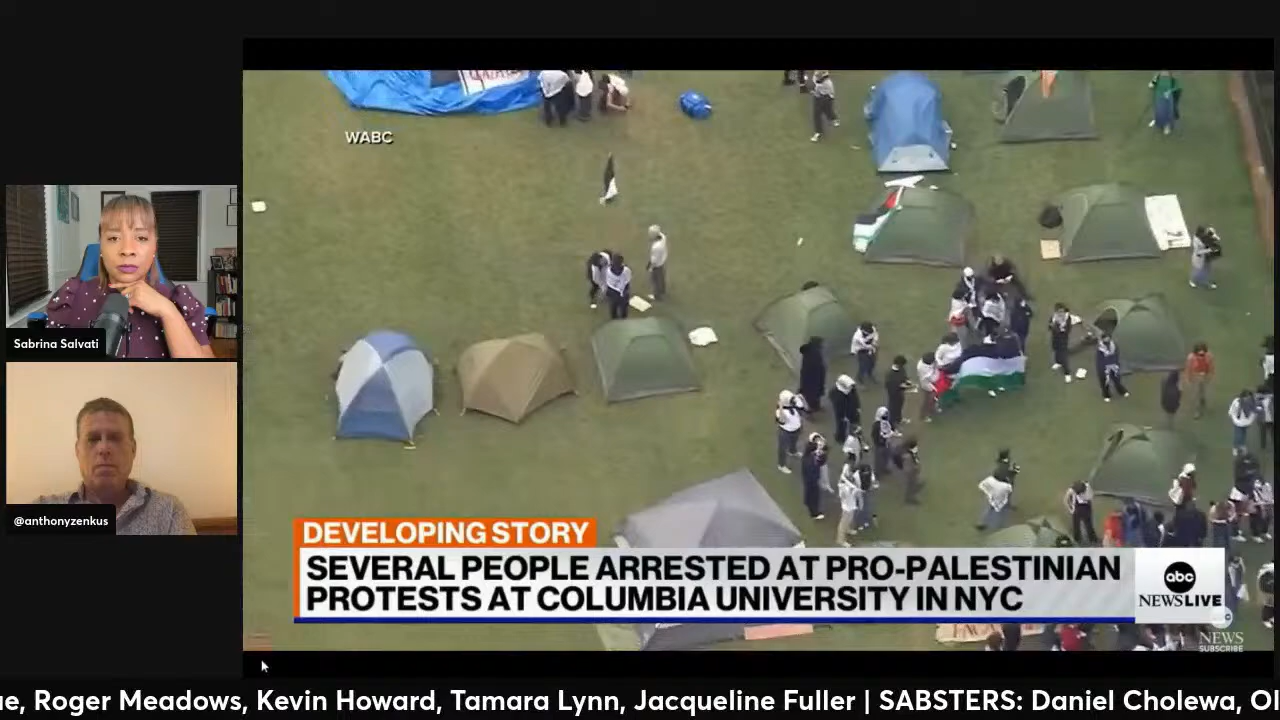 WABC
Sabrina Salvati
@anthonyzenkus
DEVELOPING STORY
SEVERAL PEOPLE ARRESTED AT PRO-PALESTINIAN
PROTESTS AT COLUMBIA UNIVERSITY IN NYC
abc
NEWS LIVE
NEWS
SUBSCRIBE
ue, Roger Meadows, Kevin Howard, Tamara Lynn, Jacqueline Fuller | SABSTERS: Daniel Cholewa, Ol